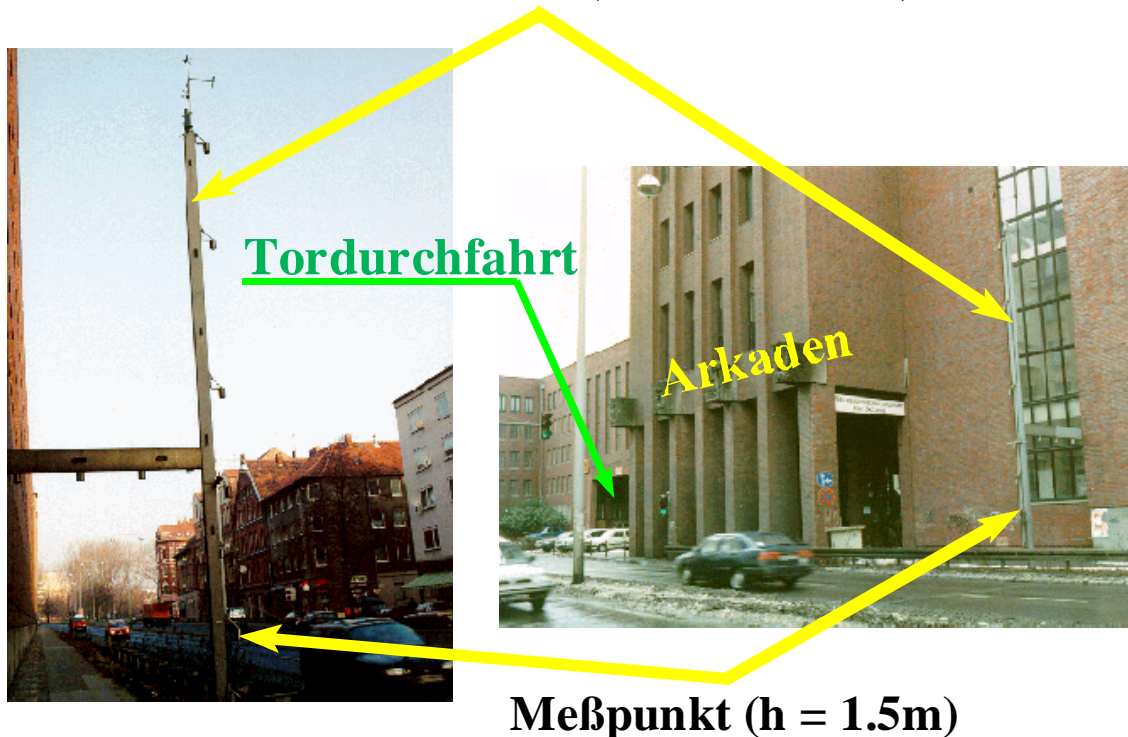 Tordurchfahrt
Arkaden
Meßpunkt (h = 1.5m)